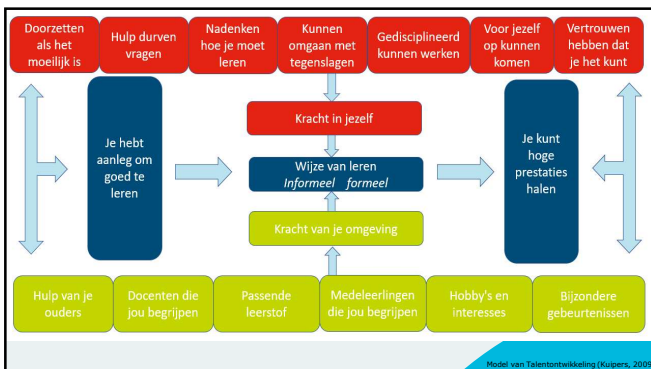 Doorzetten
als het
moeilijk is
Hulp durven
vragen
Nadenken
hoe je moet
leren
Kunnen
omgaan met
tegenslagen
Gedisciplineerd
kunnen werken
Voor jezelf
op kunnen
komen
Vertrouwen
hebben dat
je het kunt
Kracht in jezelf
Je hebt
aanleg om
goed te
leren
Wijze van leren
Informeel formeel
Je kunt
hoge
prestaties
halen
Kracht van je omgeving
Hulp van je
ouders
Docenten die
jou begrijpen
Passende
leerstof
Medeleerlingen
die jou begrijpen
Hobby's en
interesses
Bijzondere
gebeurtenissen
Model van Talentontwikkeling (Kuipers, 2009